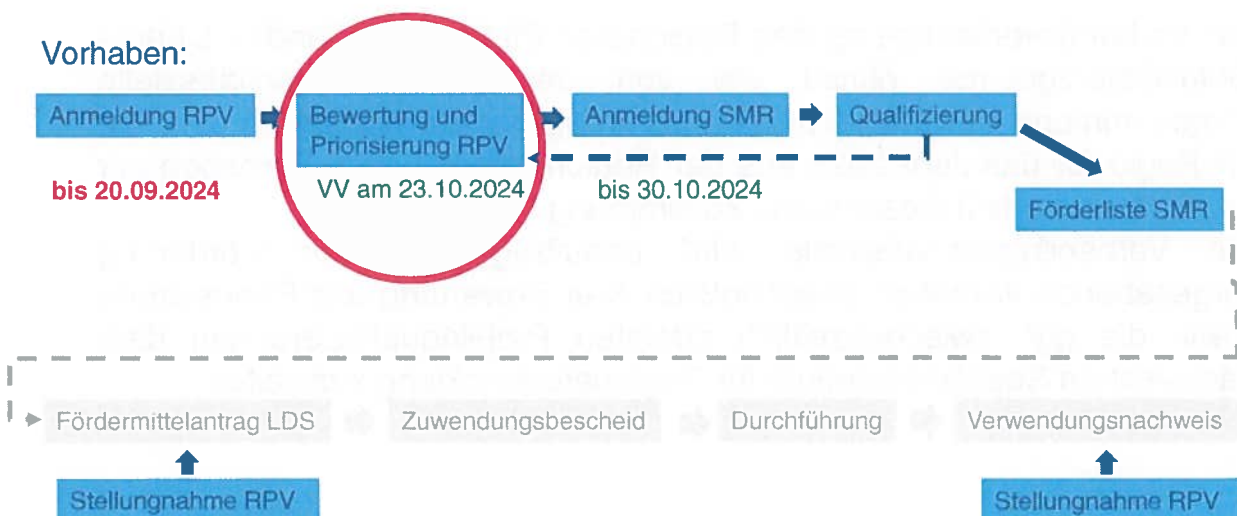 Vorhaben:
Anmeldung RPV
Bewertung und
Priorisierung RPV
Anmeldung SMR
Qualifizierung
bis 20.09.2024
VV am 23.10.2024
bis 30.10.2024
Förderliste SMR
Fördermittelantrag LDS
Zuwendungsbescheid
Durchführung
Verwendungsnachweis
Stellungnahme RPV
Stellungnahme RPV